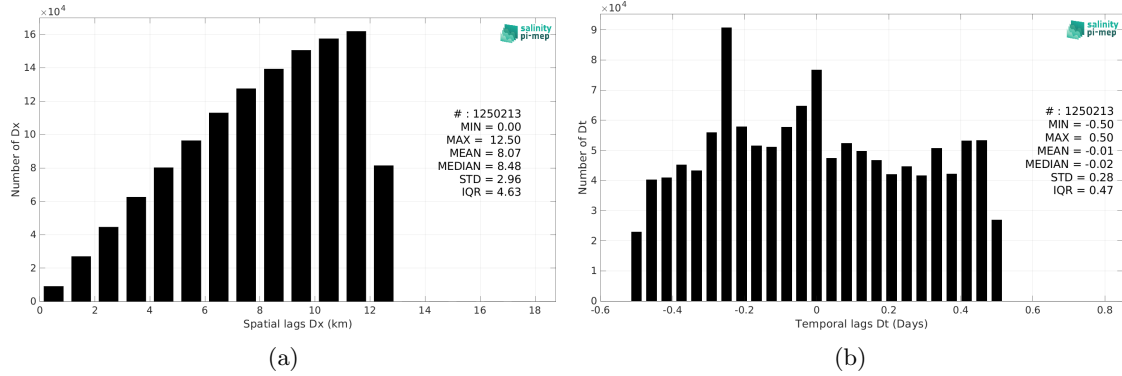 ×10^4
16
14
12
10
8
6
4
2
0
Number of Dx
0 2 4 6 8 10 12 14 16 18
Spatial lags Dx (km)
salinity
pi-mep
# : 1250213
MIN = 0.00
MAX = 12.50
MEAN = 8.07
MEDIAN = 8.48
STD = 2.96
IQR = 4.63
(a)
×10^4
9
8
7
6
5
4
3
2
1
0
Number of Dt
-0.6 -0.4 -0.2 0 0.2 0.4 0.6 0.8
Temporal lags Dt (Days)
salinity
pi-mep
# : 1250213
MIN = -0.50
MAX = 0.50
MEAN = -0.01
MEDIAN = -0.02
STD = 0.28
IQR = 0.47
(b)